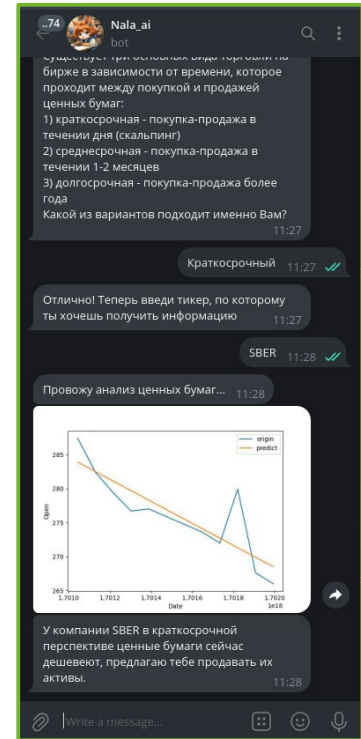 ..74
Nala_ai
bot
Существует три основных вида торговли на
бирже в зависимости от времени, которое
проходит между покупкой и продажей
ценных бумаг:
1) краткосрочная - покупка-продажа в
течении дня (скальпинг)
2) среднесрочная - покупка-продажа в
течении 1-2 месяцев
3) долгосрочная - покупка-продажа более
года
Какой из вариантов подходит именно Вам?
11:27
Краткосрочный 11:27
Отлично! Теперь введи тикер, по которому
ты хочешь получить информацию 11:27
SBER 11:28
Провожу анализ ценных бумаг... 11:28
origin
predict
285
280
275
270
265
Open
1.7010 1.7012 1.7014 1.7016 1.7018 1.7020
Date 1e18
У компании SBER в краткосрочной
перспективе ценные бумаги сейчас
дешевеют, предлагаю тебе продавать их
активы. 11:28
Write a message...